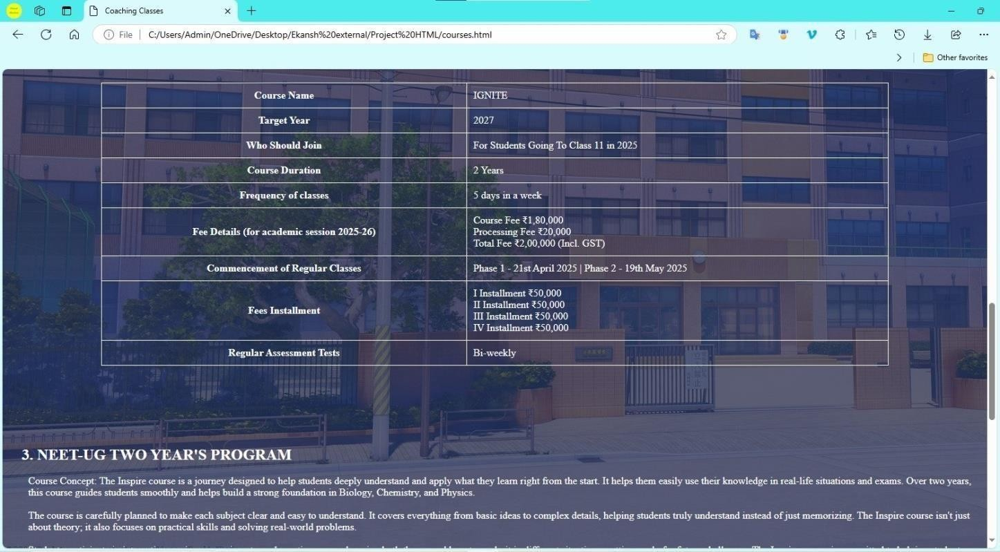 Coaching Classes
File
C:/Users/Admin/OneDrive/Desktop/Ekansh%20external/Project%20HTML/courses.html
Other favorites
Course Name IGNITE
Target Year 2027
Who Should Join For Students Going To Class 11 in 2025
Course Duration 2 Years
Frequency of classes 5 days in a week
Fee Details (for academic session 2025-26)
Course Fee ₹1,80,000
Processing Fee ₹20,000
Total Fee ₹2,00,000 (Incl. GST)
Commencement of Regular Classes Phase 1 - 21st April 2025 | Phase 2 - 19th May 2025
Fees Installment
I Installment ₹50,000
II Installment ₹50,000
III Installment ₹50,000
IV Installment ₹50,000
Regular Assessment Tests Bi-weekly
3. NEET-UG TWO YEAR'S PROGRAM
Course Concept: The Inspire course is a journey designed to help students deeply understand and apply what they learn right from the start. It helps them easily use their knowledge in real-life situations and exams. Over two years,
this course guides students smoothly and helps build a strong foundation in Biology, Chemistry, and Physics.
The course is carefully planned to make each subject clear and easy to understand. It covers everything from basic ideas to complex details, helping students truly understand instead of just memorizing. The Inspire course isn't just
about theory; it also focuses on practical skills and solving real-world problems.